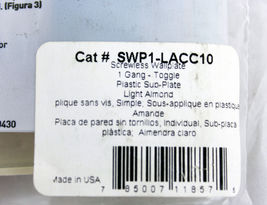 . (Figura 3)
or
0430
Cat # SWP1-LACC10
Screwless Wallplate
1 Gang - Toggle
Plastic Sub-Plate
Light Almond
plique sans vis, Simple, Sous-applique en plastique
Amande
Placa de pared sin tornillos, Individual, Sub-placa
plástica, Almendra claro
Made in USA
7 85007 11857 5